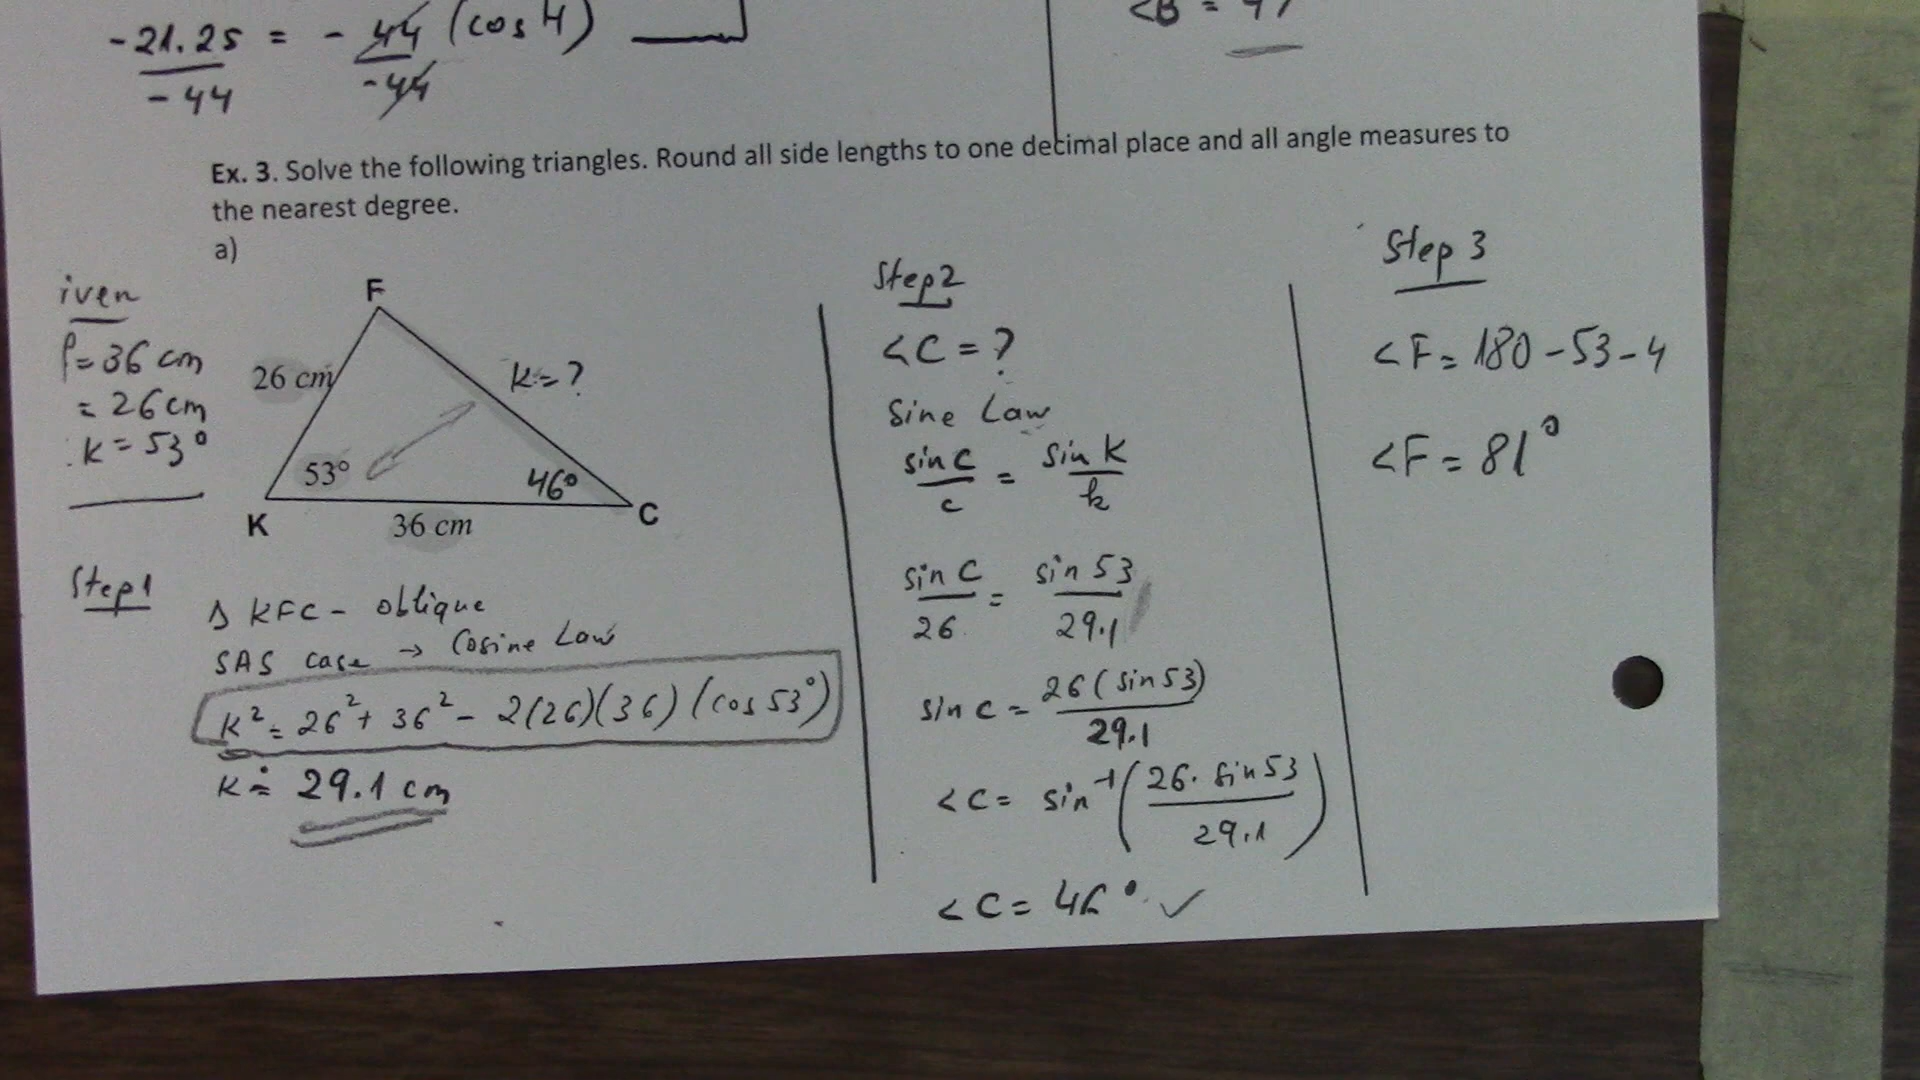 -21.25 = -44 (cos H)
-44 -44
<B = 97
Ex. 3. Solve the following triangles. Round all side lengths to one decimal place and all angle measures to
the nearest degree.
a)
iven
f = 36 cm
= 26 cm
k = 53°
F
26 cm
k = ?
53°
46°
K
36 cm
C
Step 1
Δ KFC - oblique
SAS case → Cosine Law
k² = 26² + 36² - 2(26)(36)(cos 53°)
k ≐ 29.1 cm
Step 2
<C = ?
Sine Law
sin C / c = sin K / k
sin C / 26 = sin 53 / 29.1
sin C = 26 (sin 53) / 29.1
<C = sin⁻¹ (26 · sin 53 / 29.1)
<C = 46° ✓
Step 3
<F = 180 - 53 - 4
<F = 81°